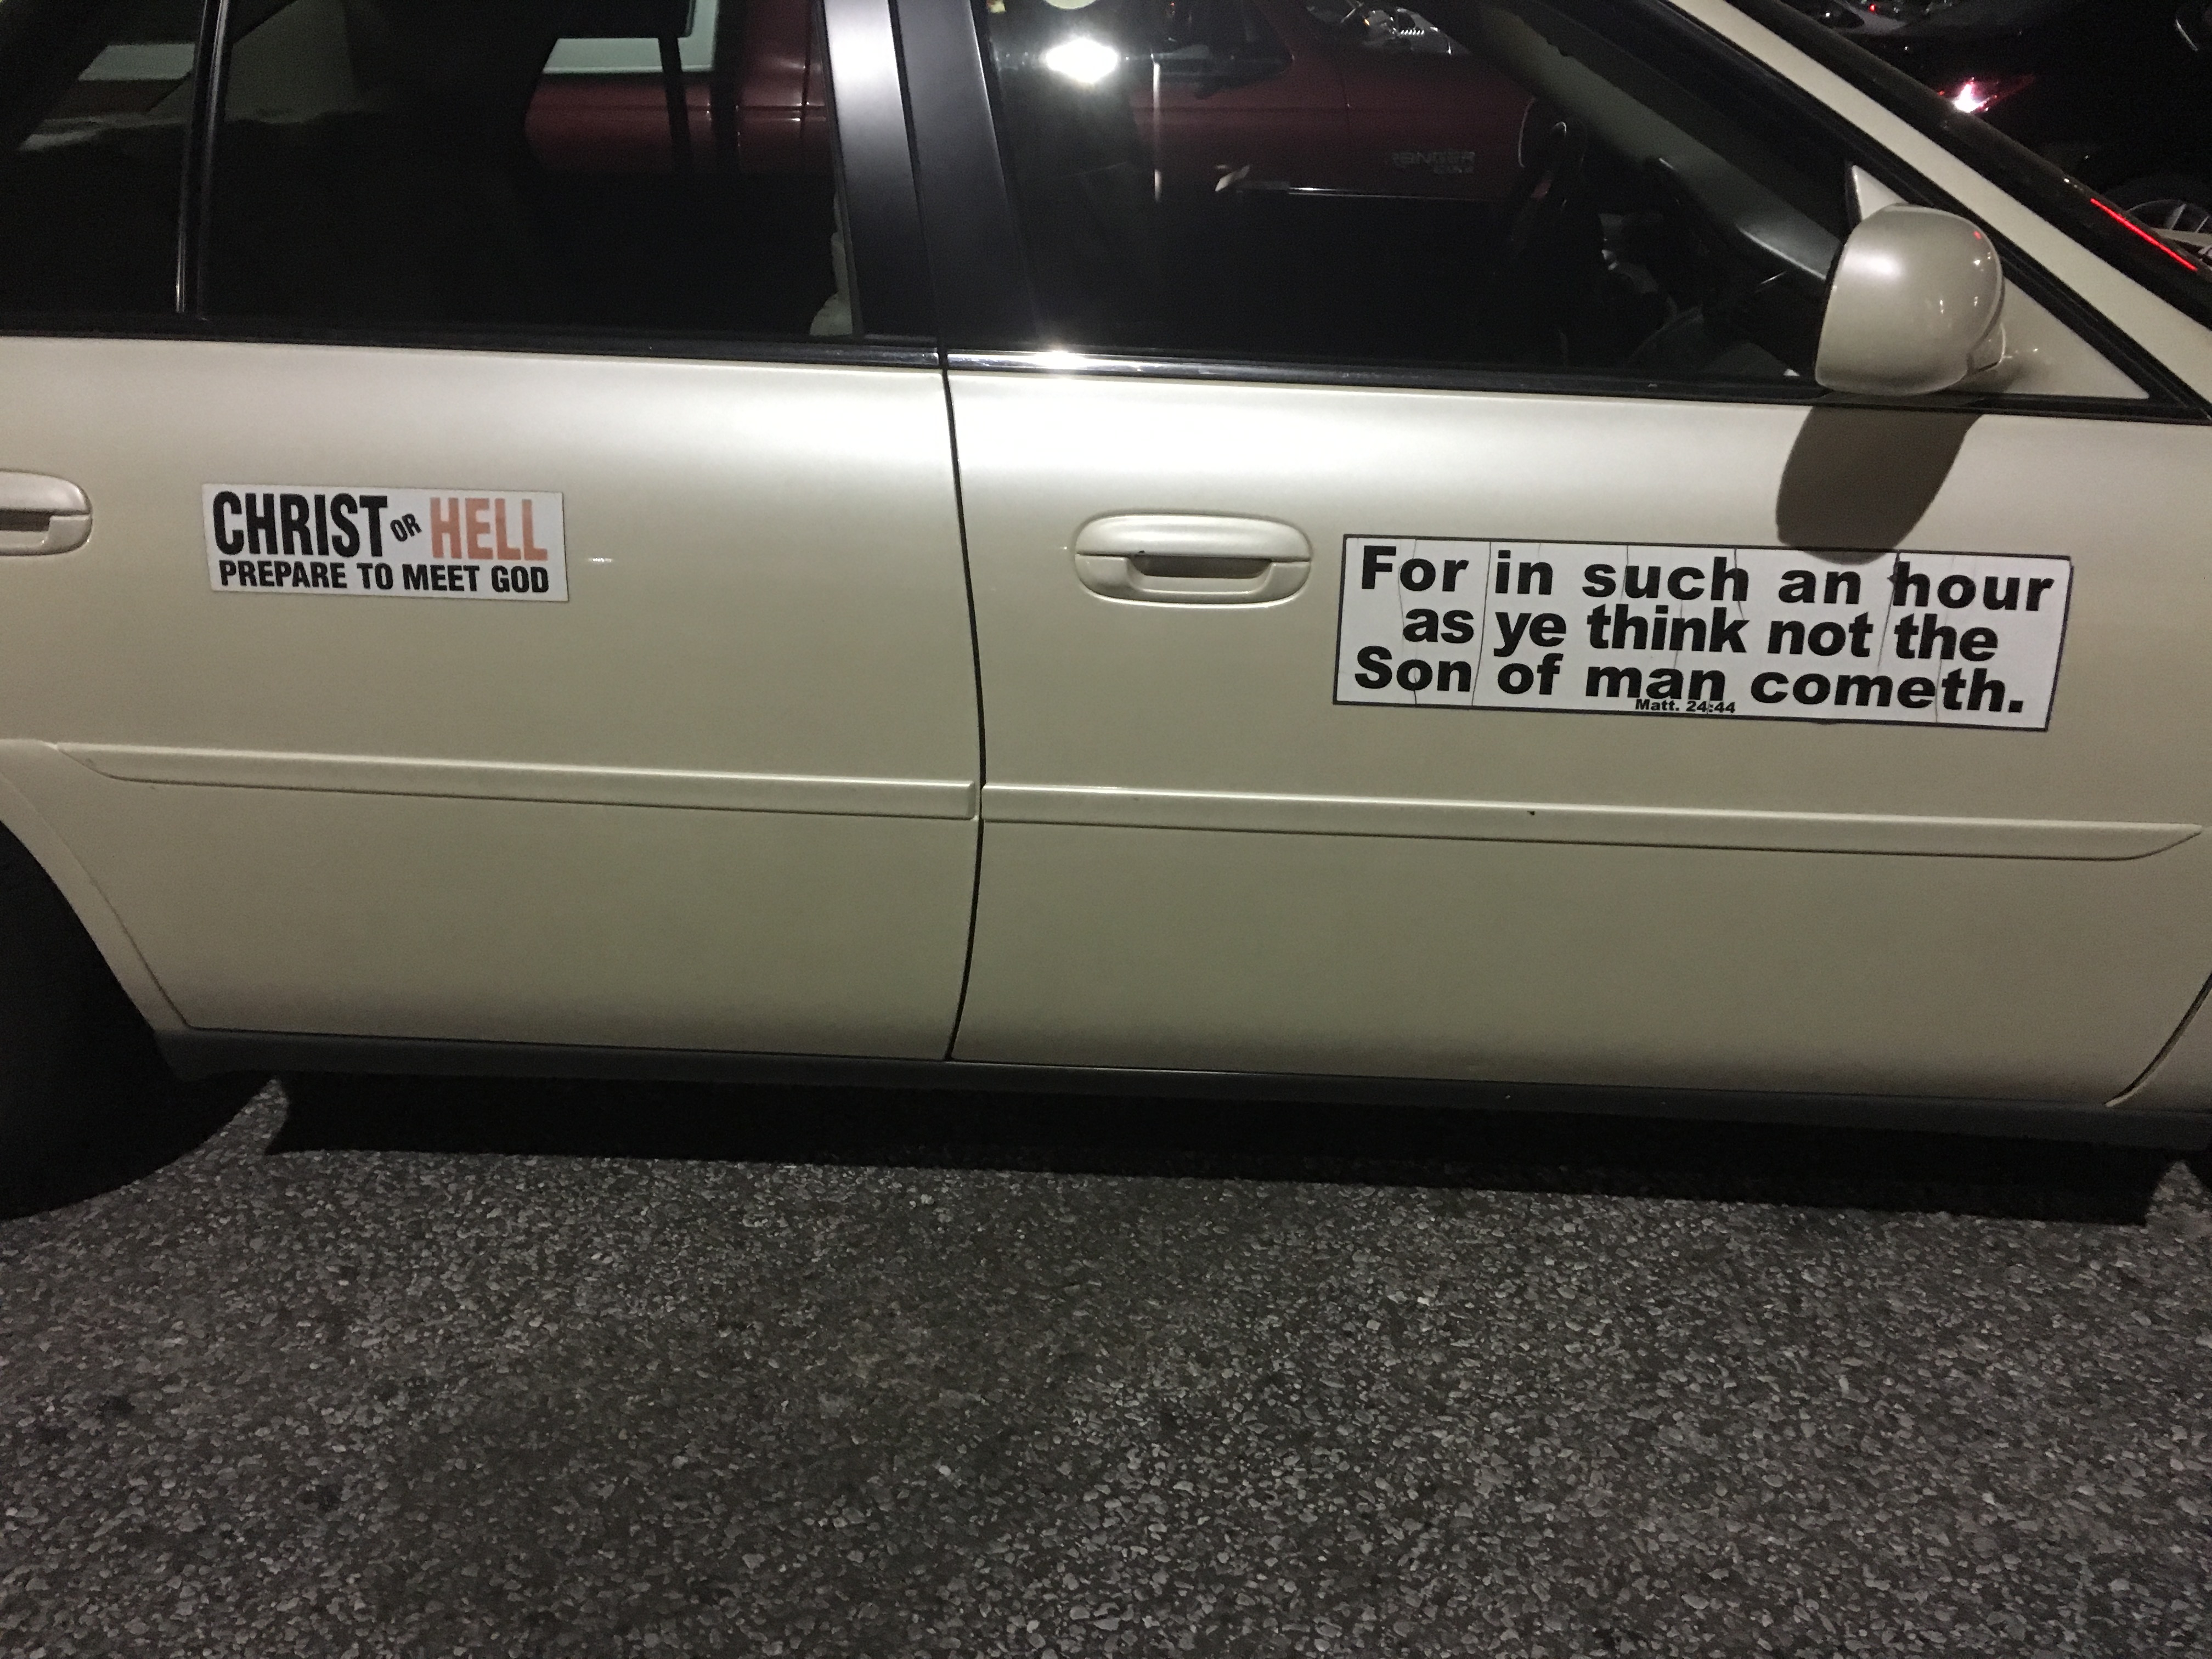 CHRIST OR HELL
PREPARE TO MEET GOD
For in such an hour
as ye think not the
Son of man cometh.
Matt. 24:44
RANGER